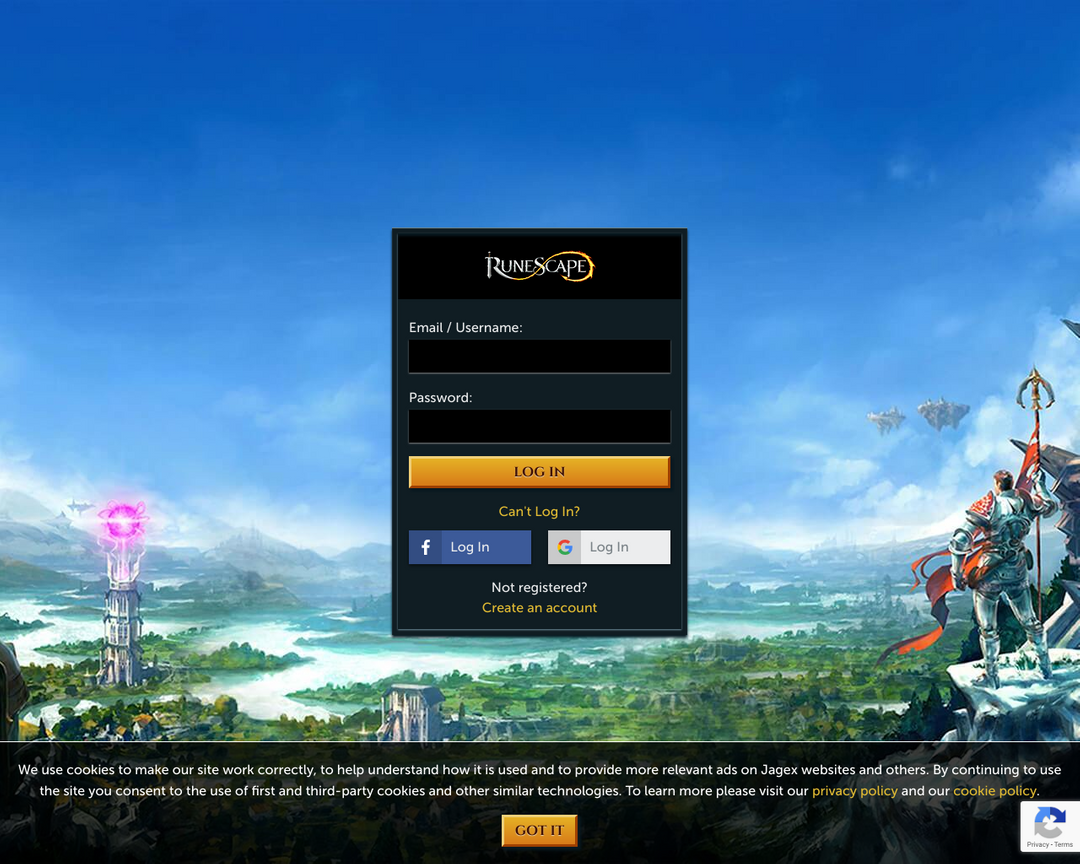 RUNESCAPE
Email / Username:
Password:
LOG IN
Can't Log In?
Log In
Log In
Not registered?
Create an account
We use cookies to make our site work correctly, to help understand how it is used and to provide more relevant ads on Jagex websites and others. By continuing to use
the site you consent to the use of first and third-party cookies and other similar technologies. To learn more please visit our privacy policy and our cookie policy.
GOT IT
Privacy - Terms